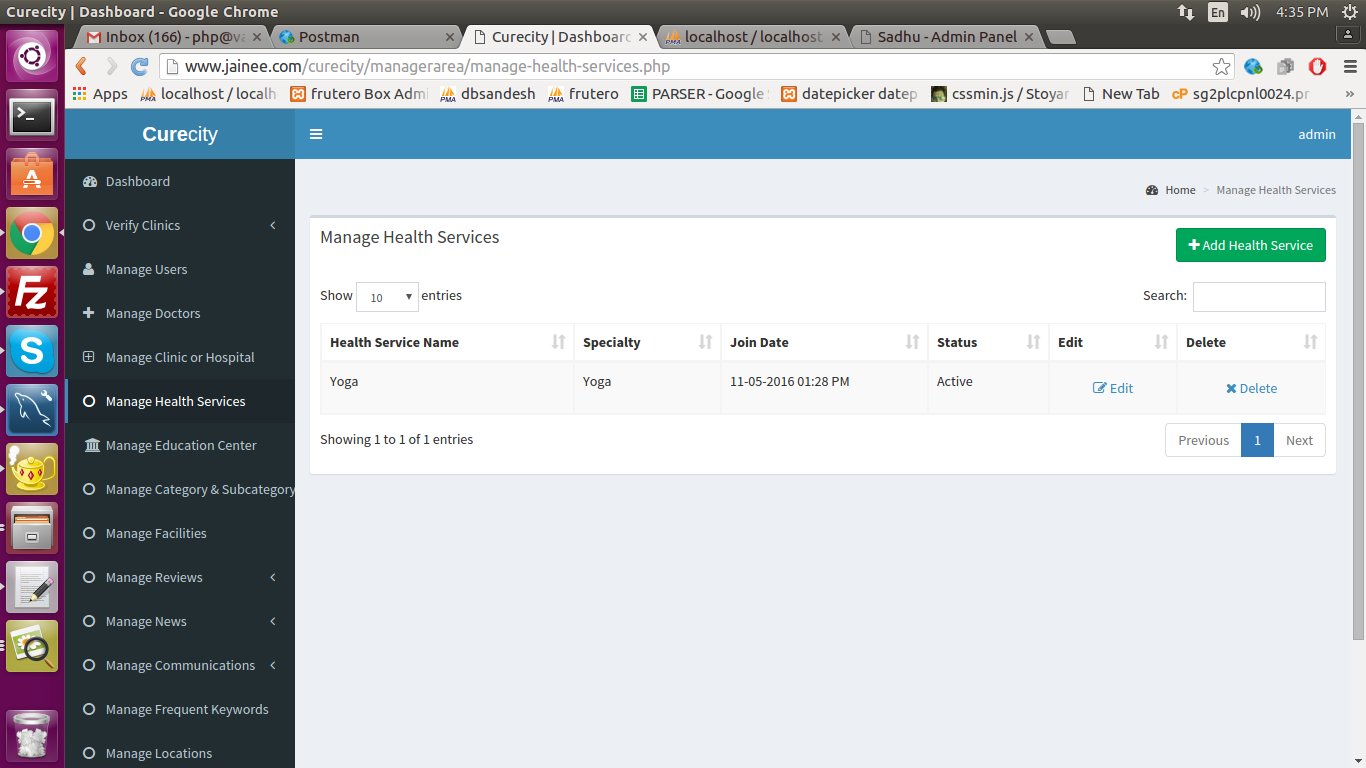 Curecity | Dashboard - Google Chrome
En
4:35 PM
Inbox (166) - php@va
Postman
Curecity | Dashboard
localhost / localhost
Sadhu - Admin Panel
www.jainee.com/curecity/managerarea/manage-health-services.php
Apps
localhost / localh
frutero Box Admi
dbsandesh
frutero
PARSER - Google S
datepicker datep
cssmin.js / Stoyan
New Tab
cP sg2plcpnl0024.pr
»
Curecity
admin
Dashboard
Verify Clinics
Manage Users
Manage Doctors
Manage Clinic or Hospital
Manage Health Services
Manage Education Center
Manage Category & Subcategory
Manage Facilities
Manage Reviews
Manage News
Manage Communications
Manage Frequent Keywords
Manage Locations
Home > Manage Health Services
Manage Health Services
Add Health Service
Show 10 entries
Search:
Health Service Name Specialty Join Date Status Edit Delete
Yoga Yoga 11-05-2016 01:28 PM Active Edit Delete
Showing 1 to 1 of 1 entries
Previous 1 Next